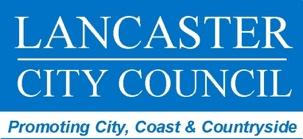 LANCASTER
CITY COUNCIL
Promoting City, Coast & Countryside